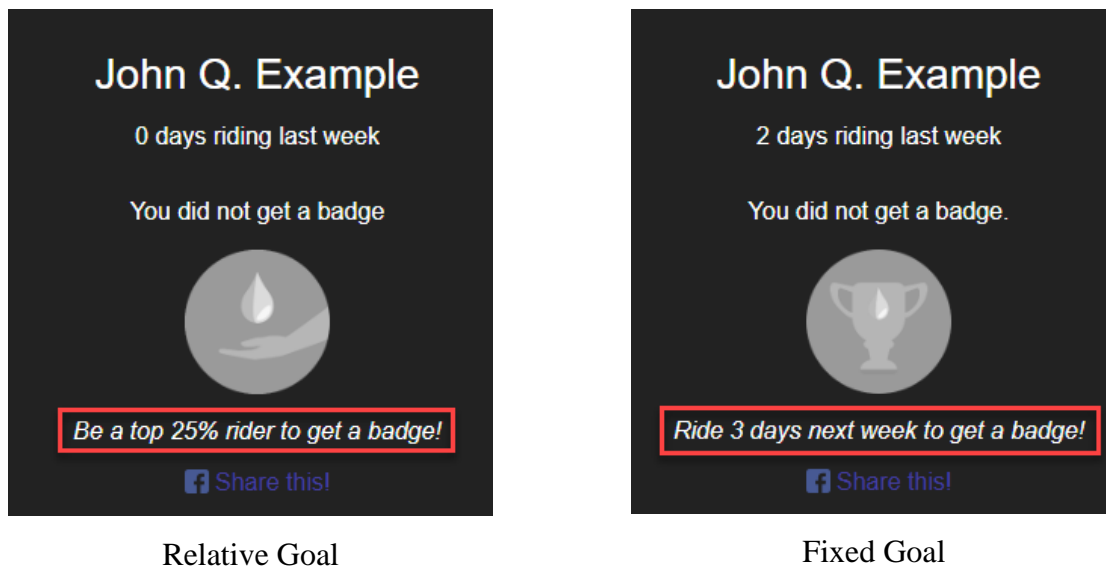 John Q. Example
0 days riding last week
You did not get a badge
Be a top 25% rider to get a badge!
Share this!
Relative Goal
John Q. Example
2 days riding last week
You did not get a badge.
Ride 3 days next week to get a badge!
Share this!
Fixed Goal